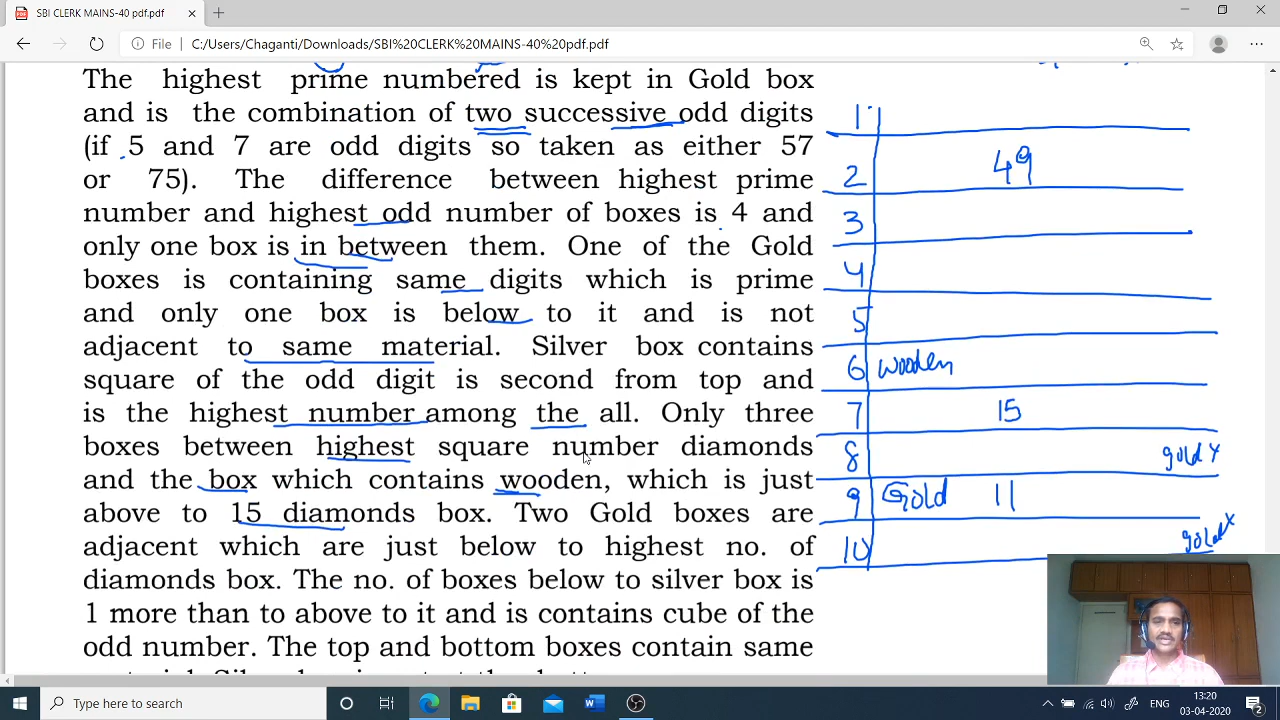 SBI CLERK MAINS-40 pdf.pdf
File
C:/Users/Chaganti/Downloads/SBI%20CLERK%20MAINS-40%20pdf.pdf
The highest prime numbered is kept in Gold box
and is the combination of two successive odd digits
(if 5 and 7 are odd digits so taken as either 57
or 75). The difference between highest prime
number and highest odd number of boxes is 4 and
only one box is in between them. One of the Gold
boxes is containing same digits which is prime
and only one box is below to it and is not
adjacent to same material. Silver box contains
square of the odd digit is second from top and
is the highest number among the all. Only three
boxes between highest square number diamonds
and the box which contains wooden, which is just
above to 15 diamonds box. Two Gold boxes are
adjacent which are just below to highest no. of
diamonds box. The no. of boxes below to silver box is
1 more than to above to it and is contains cube of the
odd number. The top and bottom boxes contain same
1
2 49
3
4
5
6 wooden
7 15
8 gold x
9 Gold 11
10 gold x
Type here to search
ENG
13:20
03-04-2020
2